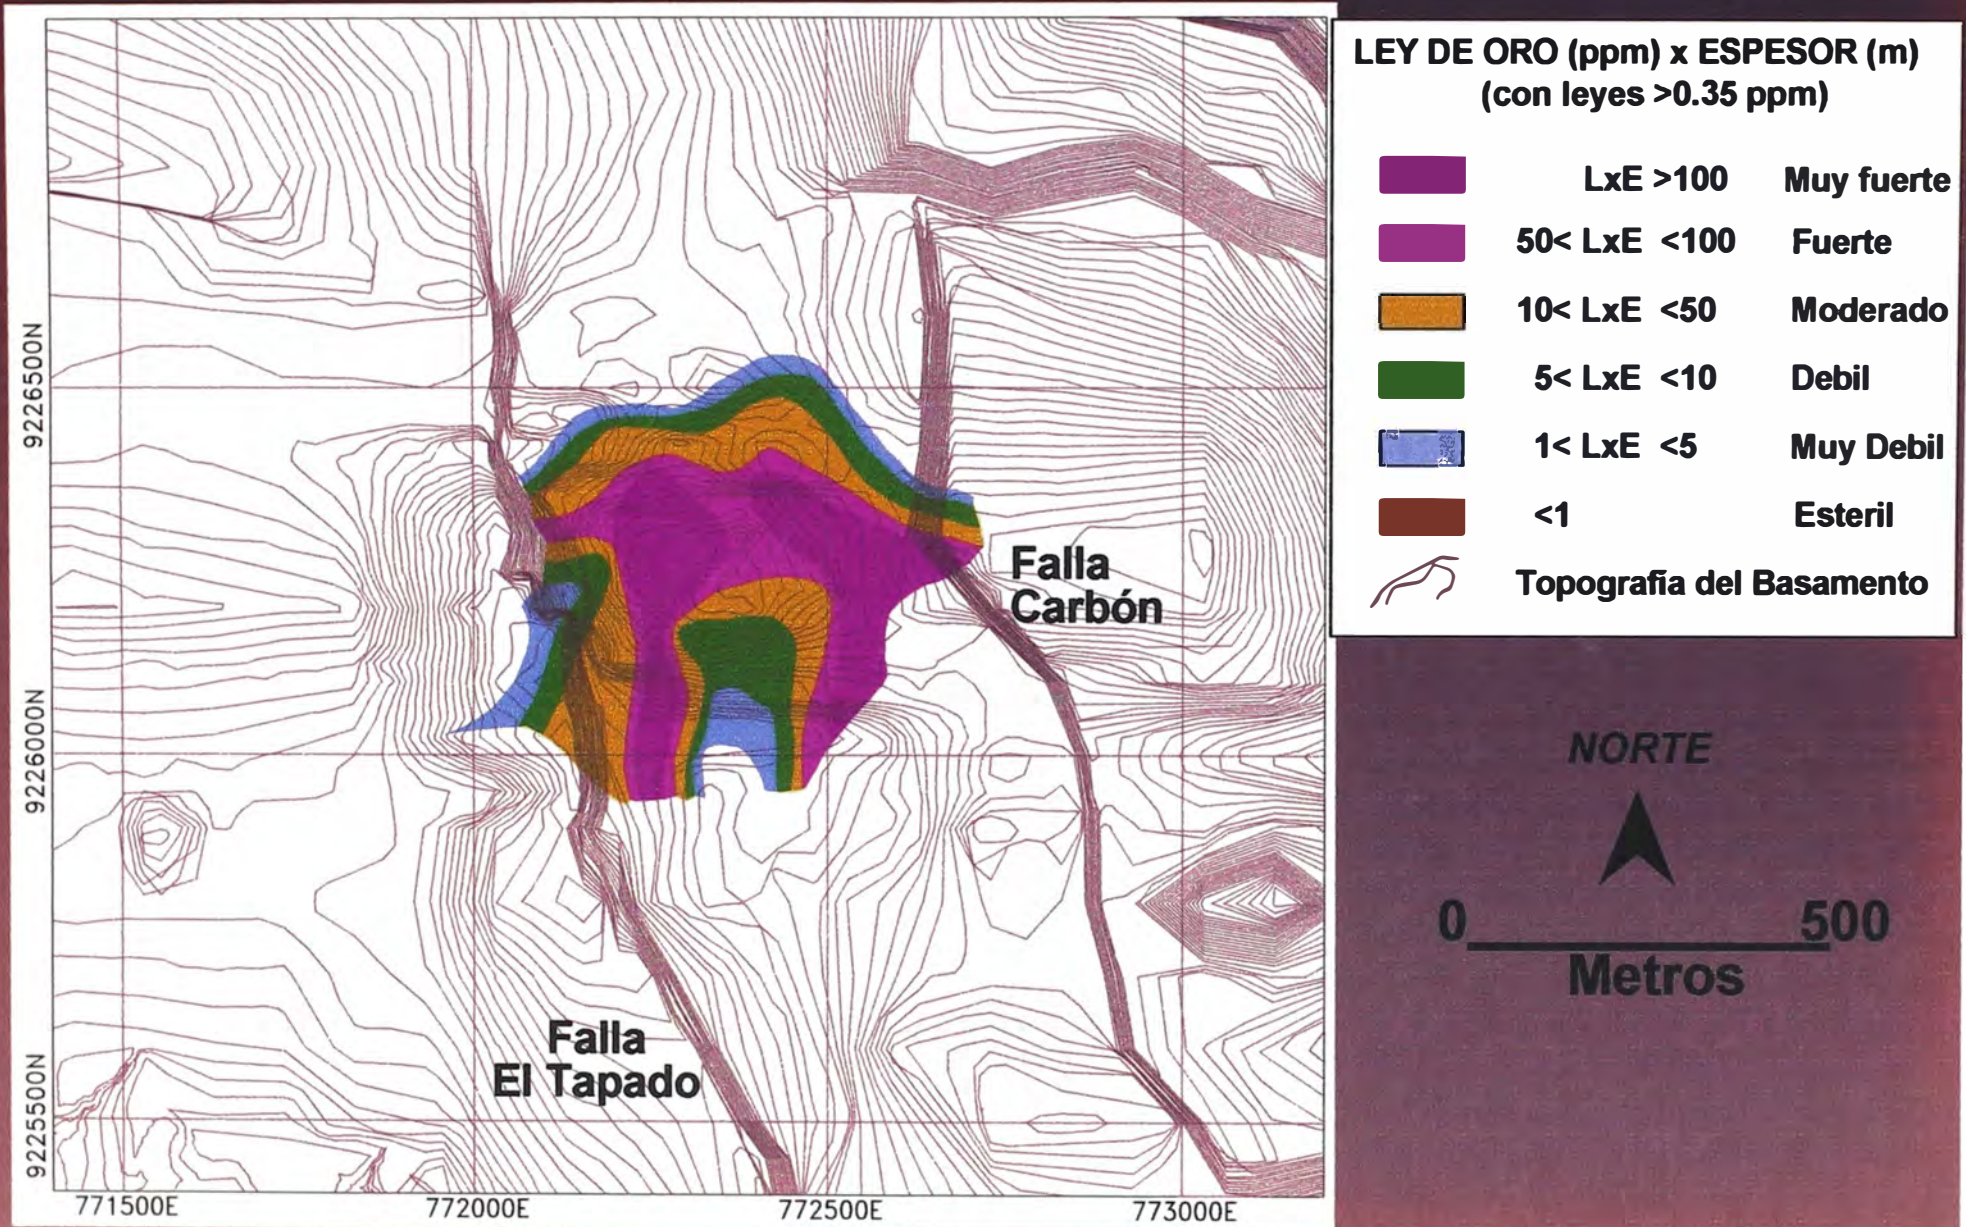 LEY DE ORO (ppm) x ESPESOR (m)
(con leyes >0.35 ppm)
LxE >100 Muy fuerte
50< LxE <100 Fuerte
10< LxE <50 Moderado
5< LxE <10 Debil
1< LxE <5 Muy Debil
<1 Esteril
Topografia del Basamento
9226500N
9226000N
9225500N
Falla
Carbón
Falla
El Tapado
NORTE
0 500
Metros
771500E 772000E 772500E 773000E